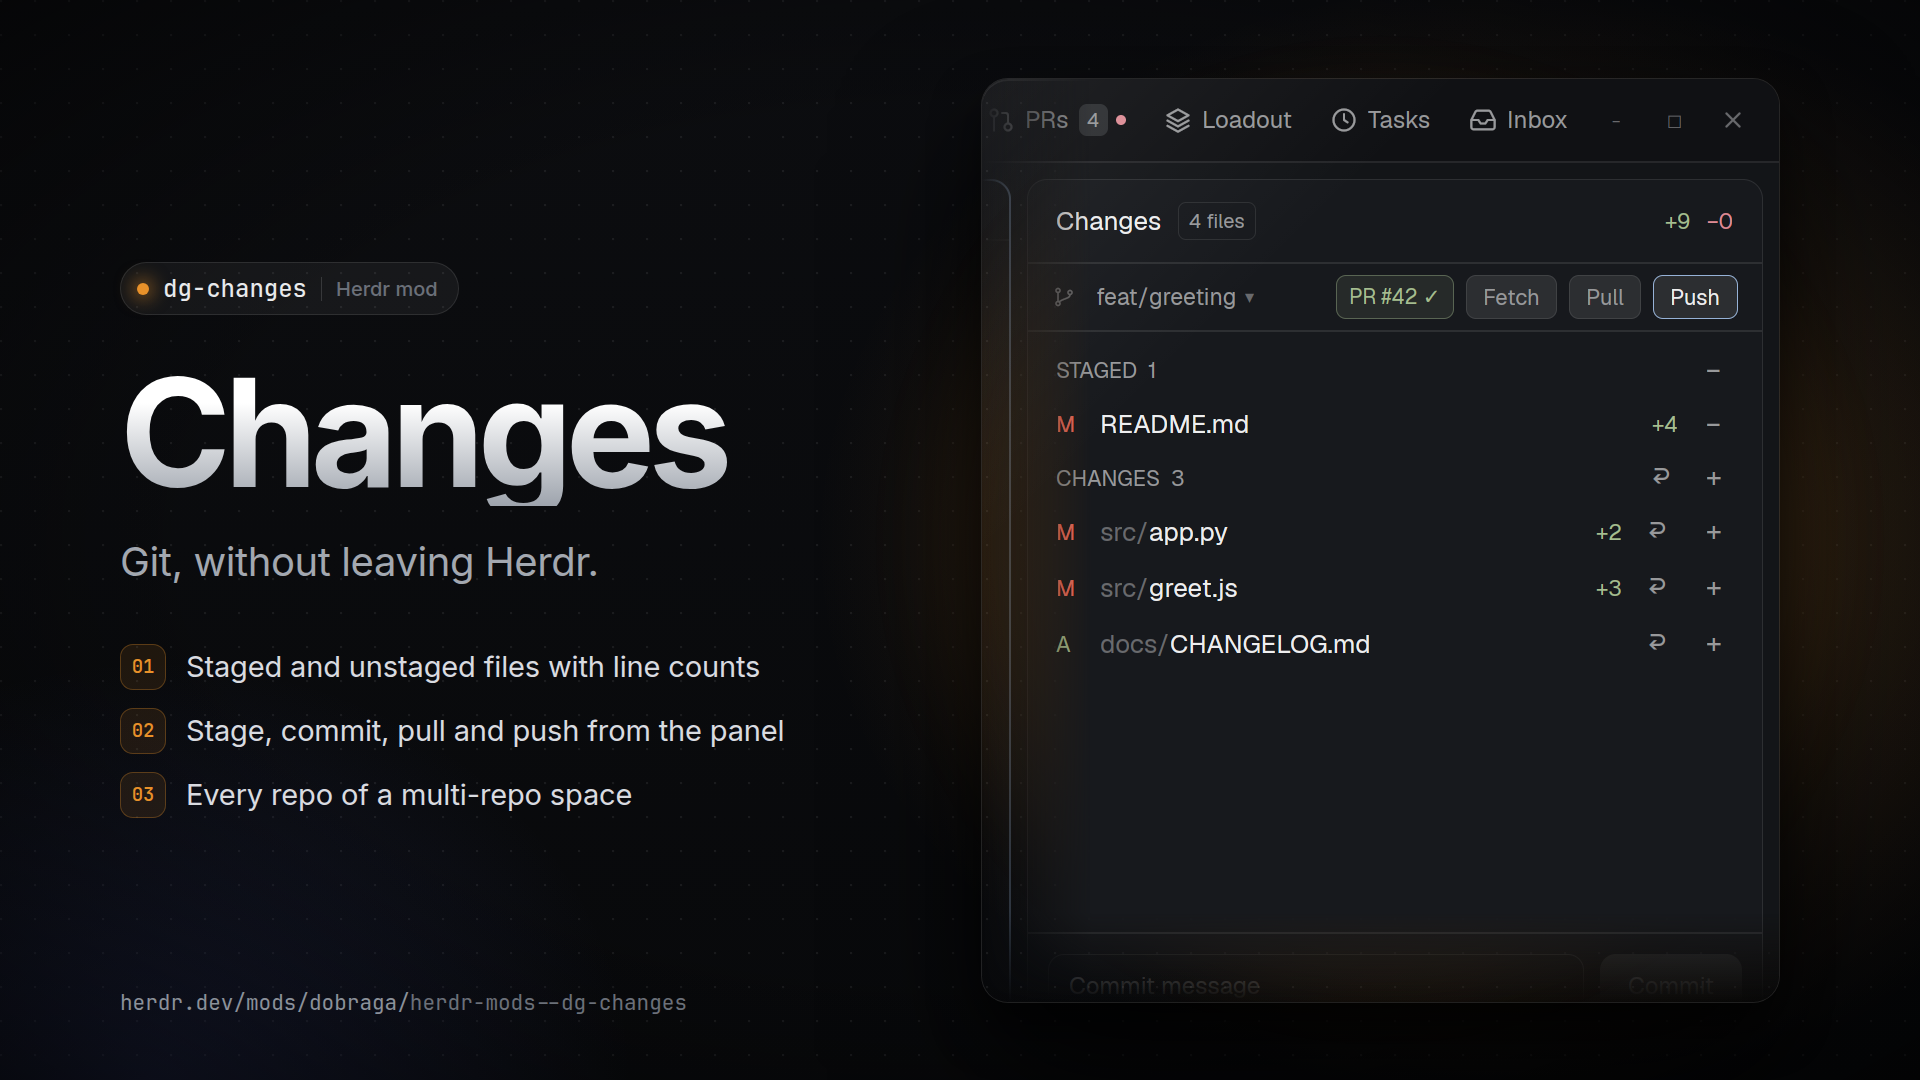 dg-changes Herdr mod
Changes
Git, without leaving Herdr.
01 Staged and unstaged files with line counts
02 Stage, commit, pull and push from the panel
03 Every repo of a multi-repo space
herdr.dev/mods/dobraga/herdr-mods--dg-changes
PRs 4 Loadout Tasks Inbox
Changes 4 files +9 −0
feat/greeting ▾ PR #42 ✓ Fetch Pull Push
STAGED 1 −
M README.md +4 −
CHANGES 3 +
M src/app.py +2 +
M src/greet.js +3 +
A docs/CHANGELOG.md +
Commit message Commit